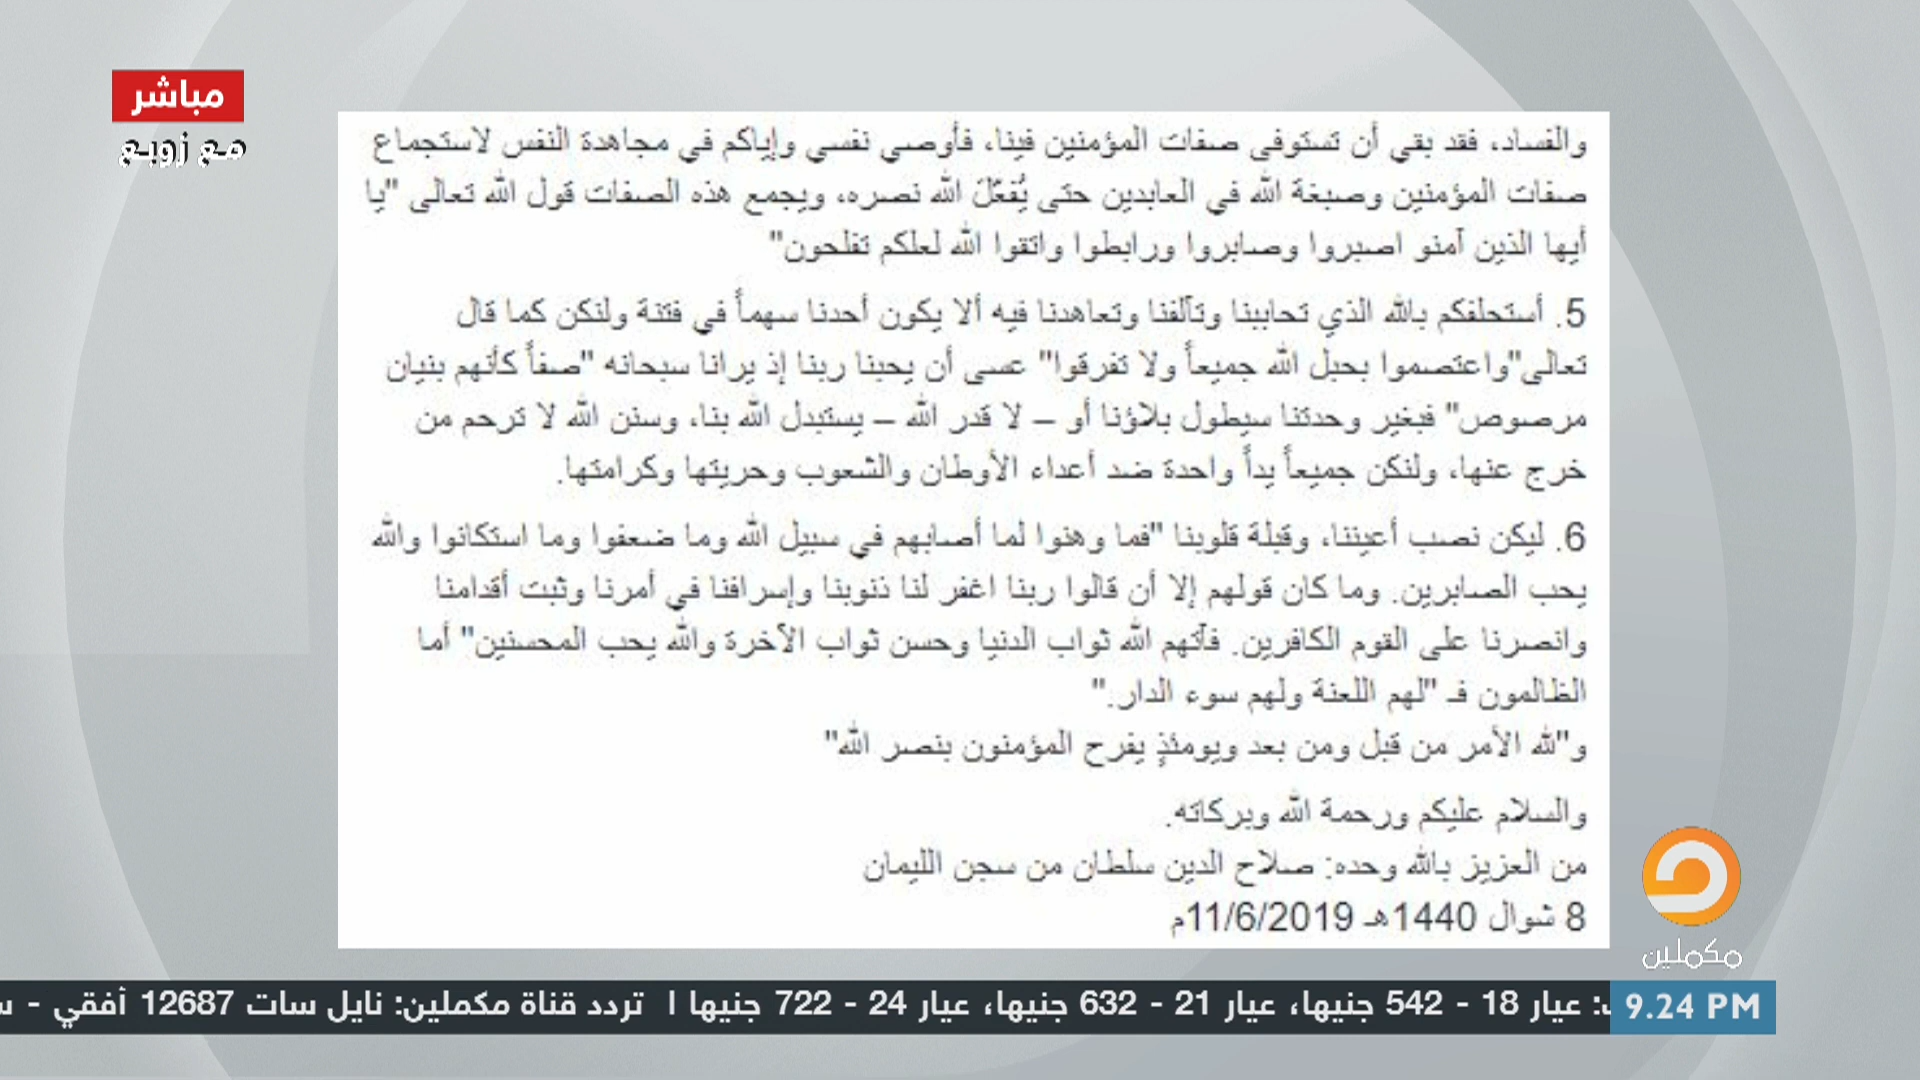 مباشر
مع زوبع
والفساد، فقد بقي أن تستوفى صفات المؤمنين فينا، فأوصي نفسي وإياكم في مجاهدة النفس لاستجماع
صفات المؤمنين وصبغة الله في العابدين حتى يُفعّل الله نصره، ويجمع هذه الصفات قول الله تعالى "يا
أيها الذين آمنو اصبروا وصابروا ورابطوا واتقوا الله لعلكم تفلحون"
5. أستحلفكم بالله الذي تحاببنا وتآلفنا وتعاهدنا فيه ألا يكون أحدنا سهماً في فتنة ولنكن كما قال
تعالى"واعتصموا بحبل الله جميعاً ولا تفرقوا" عسى أن يحبنا ربنا إذ يرانا سبحانه "صفاً كأنهم بنيان
مرصوص" فبغير وحدتنا سيطول بلاؤنا أو – لا قدر الله – يستبدل الله بنا، وسنن الله لا ترحم من
خرج عنها، ولنكن جميعاً يداً واحدة ضد أعداء الأوطان والشعوب وحريتها وكرامتها.
6. ليكن نصب أعيننا، وقبلة قلوبنا "فما وهنوا لما أصابهم في سبيل الله وما ضعفوا وما استكانوا والله
يحب الصابرين. وما كان قولهم إلا أن قالوا ربنا اغفر لنا ذنوبنا وإسرافنا في أمرنا وثبت أقدامنا
وانصرنا على القوم الكافرين. فآتهم الله ثواب الدنيا وحسن ثواب الآخرة والله يحب المحسنين" أما
الظالمون فـ "لهم اللعنة ولهم سوء الدار."
و"لله الأمر من قبل ومن بعد ويومئذٍ يفرح المؤمنون بنصر الله"
والسلام عليكم ورحمة الله وبركاته.
من العزيز بالله وحده: صلاح الدين سلطان من سجن الليمان
8 شوال 1440هـ 11/6/2019م
مكملين
: عيار 18 - 542 جنيها، عيار 21 - 632 جنيها، عيار 24 - 722 جنيها | تردد قناة مكملين: نايل سات 12687 أفقي -
9.24 PM